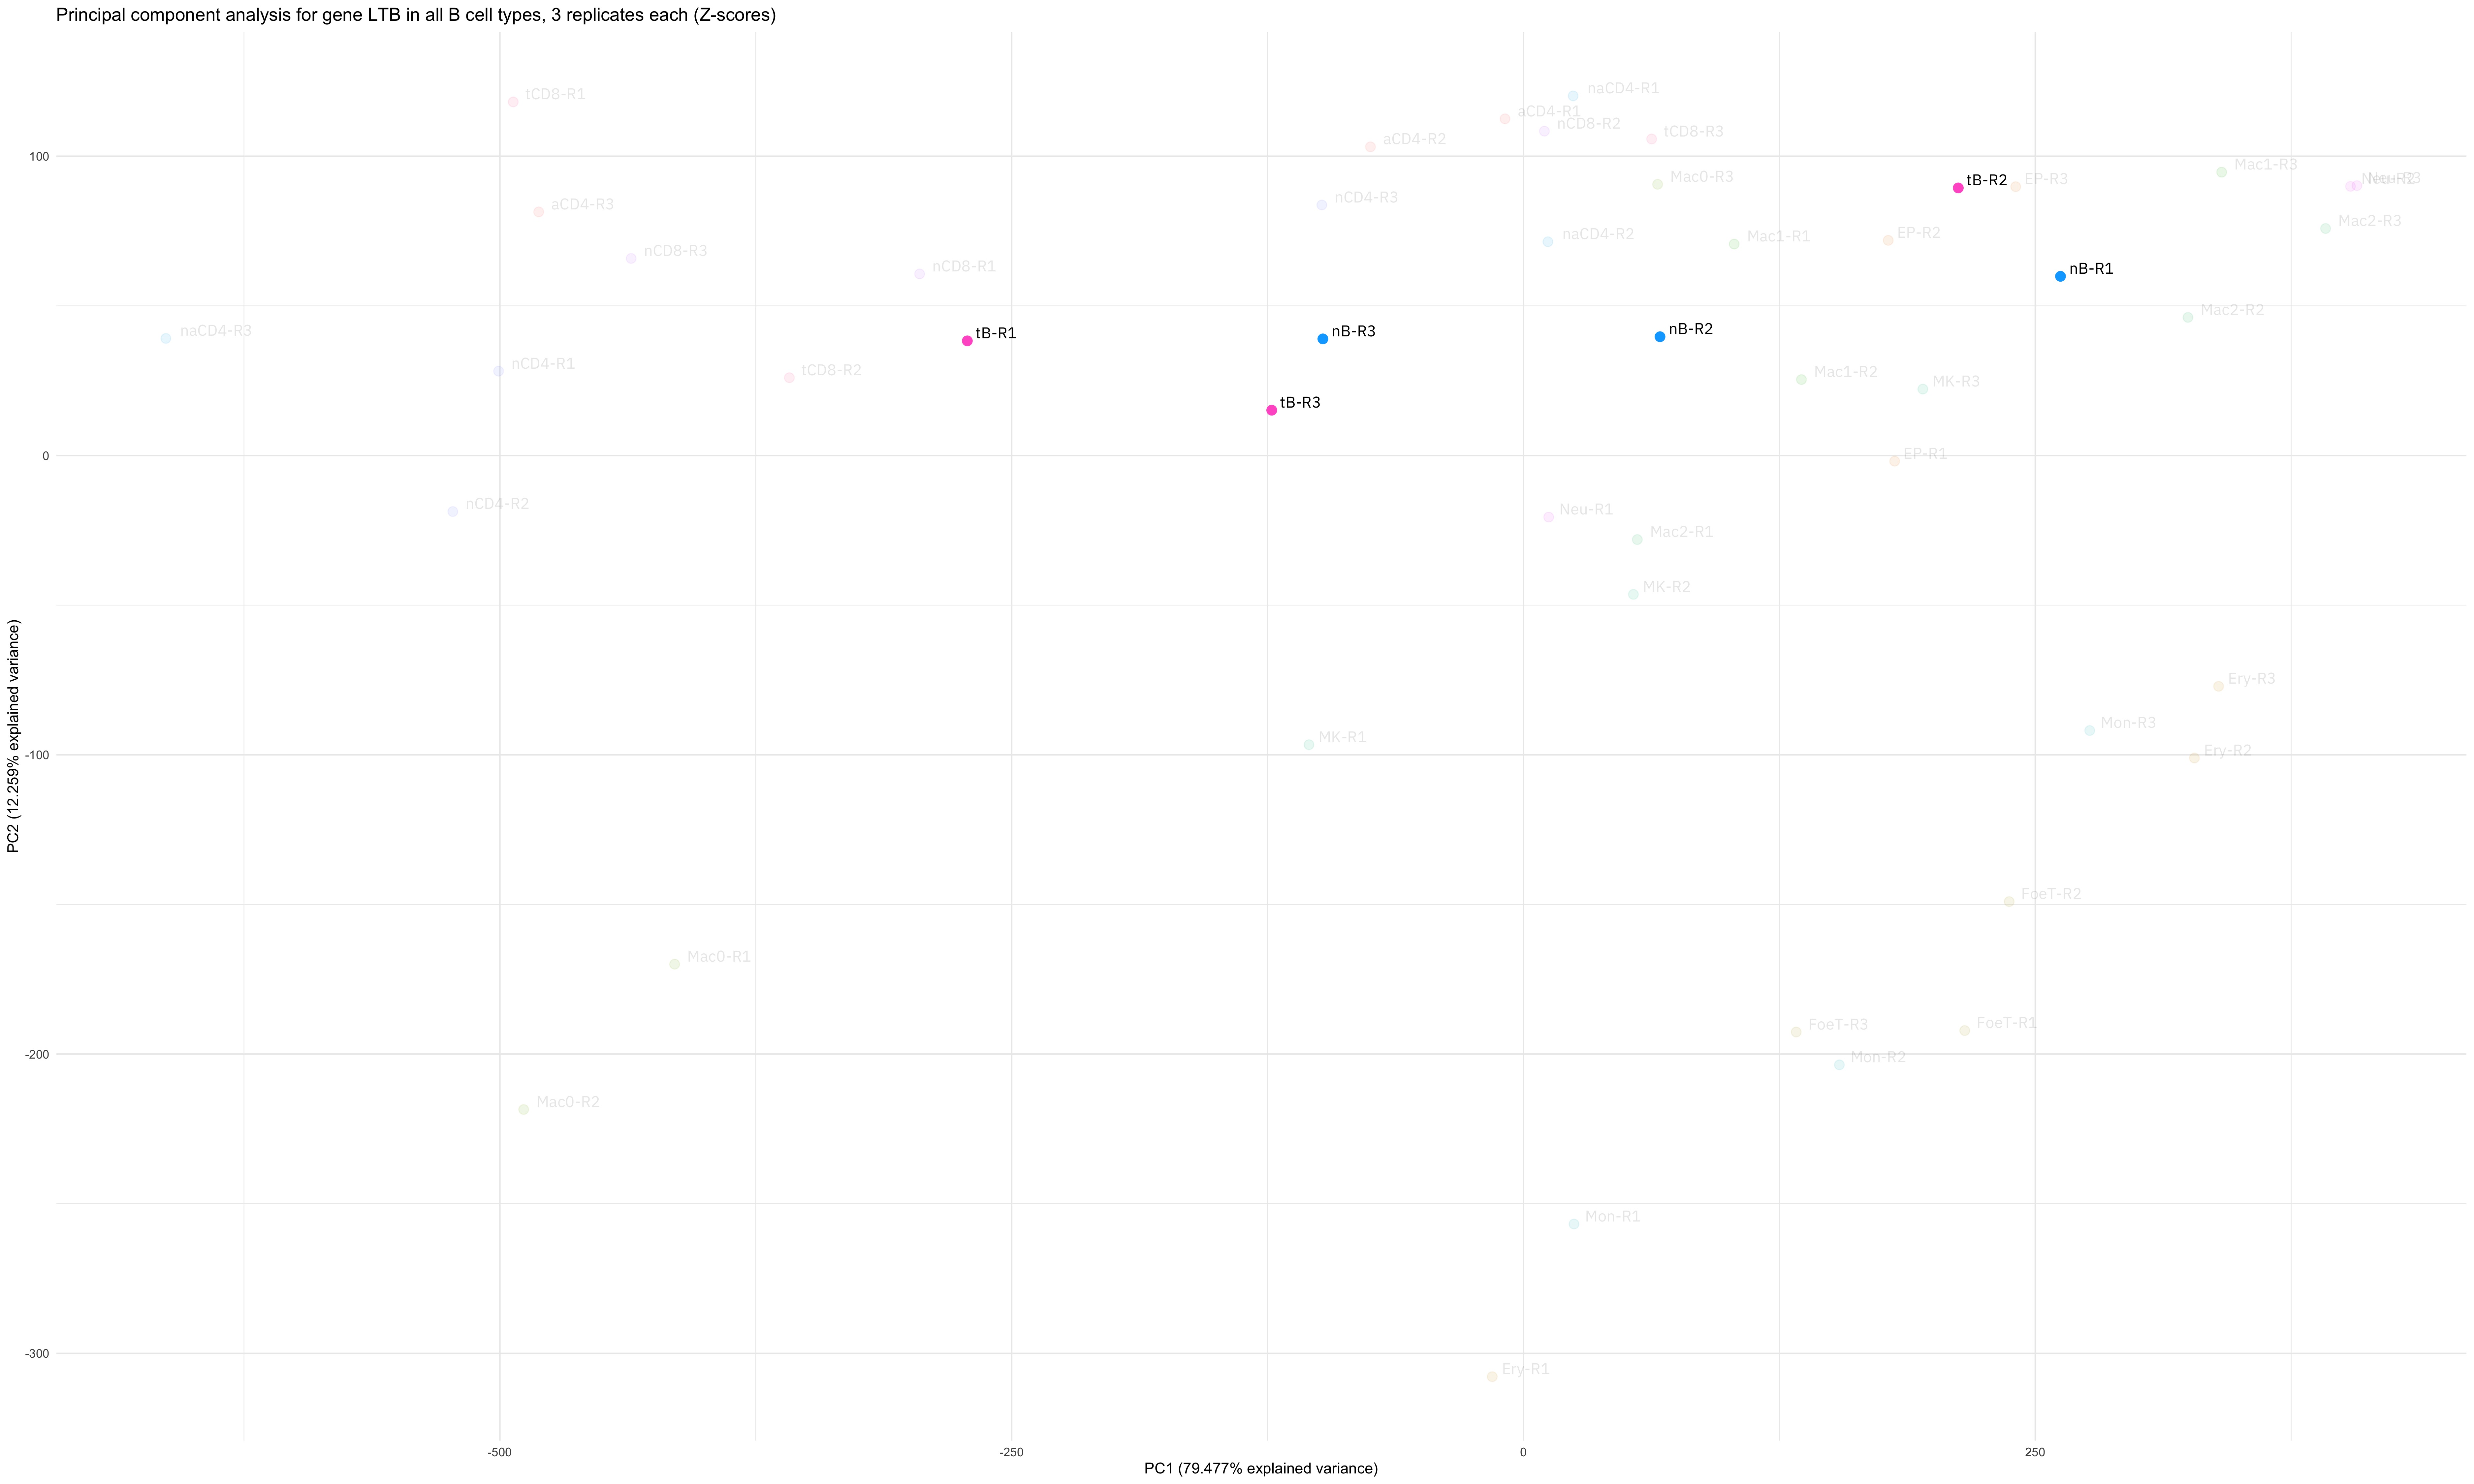 Principal component analysis for gene LTB in all B cell types, 3 replicates each (Z-scores)
naCD4-R1
tCD8-R1
aCD4-R1
nCD8-R2
tCD8-R3
aCD4-R2
100
Mac1-R3
Mac0-R3
tB-R2
EP-R3
Neu-R3
nCD4-R3
aCD4-R3
Mac2-R3
EP-R2
naCD4-R2
Mac1-R1
nCD8-R3
nCD8-R1
nB-R1
Mac2-R2
naCD4-R3
tB-R1
nB-R3
nB-R2
nCD4-R1
tCD8-R2
Mac1-R2
MK-R3
tB-R3
0
EP-R1
nCD4-R2
Neu-R1
Mac2-R1
MK-R2
Ery-R3
PC2 (12.259% explained variance)
Mon-R3
MK-R1
-100
Ery-R2
FoeT-R2
Mac0-R1
FoeT-R3
FoeT-R1
-200
Mon-R2
Mac0-R2
Mon-R1
-300
Ery-R1
-500
-250
0
250
PC1 (79.477% explained variance)